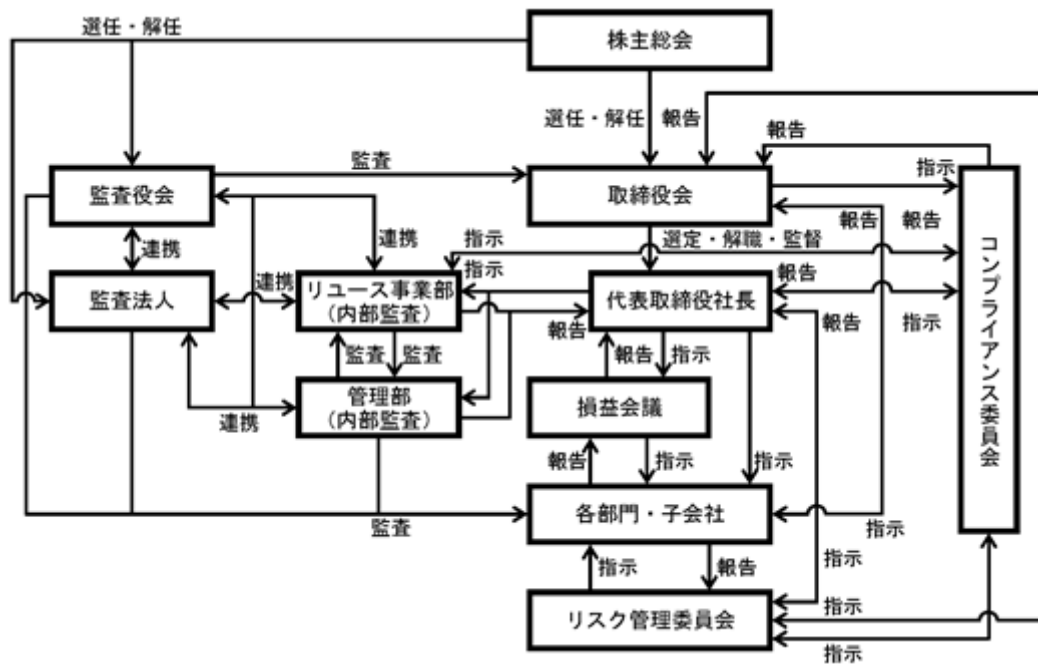 選任・解任
株主総会
選任・解任
報告
報告
監査
指示
監査役会
取締役会
報告
報告
連携
連携
指示
選定・解職・監督
連携
指示
報告
監査法人
リユース事業部
(内部監査)
代表取締役社長
報告
報告
指示
監査
監査
報告
指示
管理部
(内部監査)
損益会議
連携
コンプライアンス委員会
報告
指示
指示
各部門・子会社
監査
指示
指示
報告
指示
リスク管理委員会
指示
指示